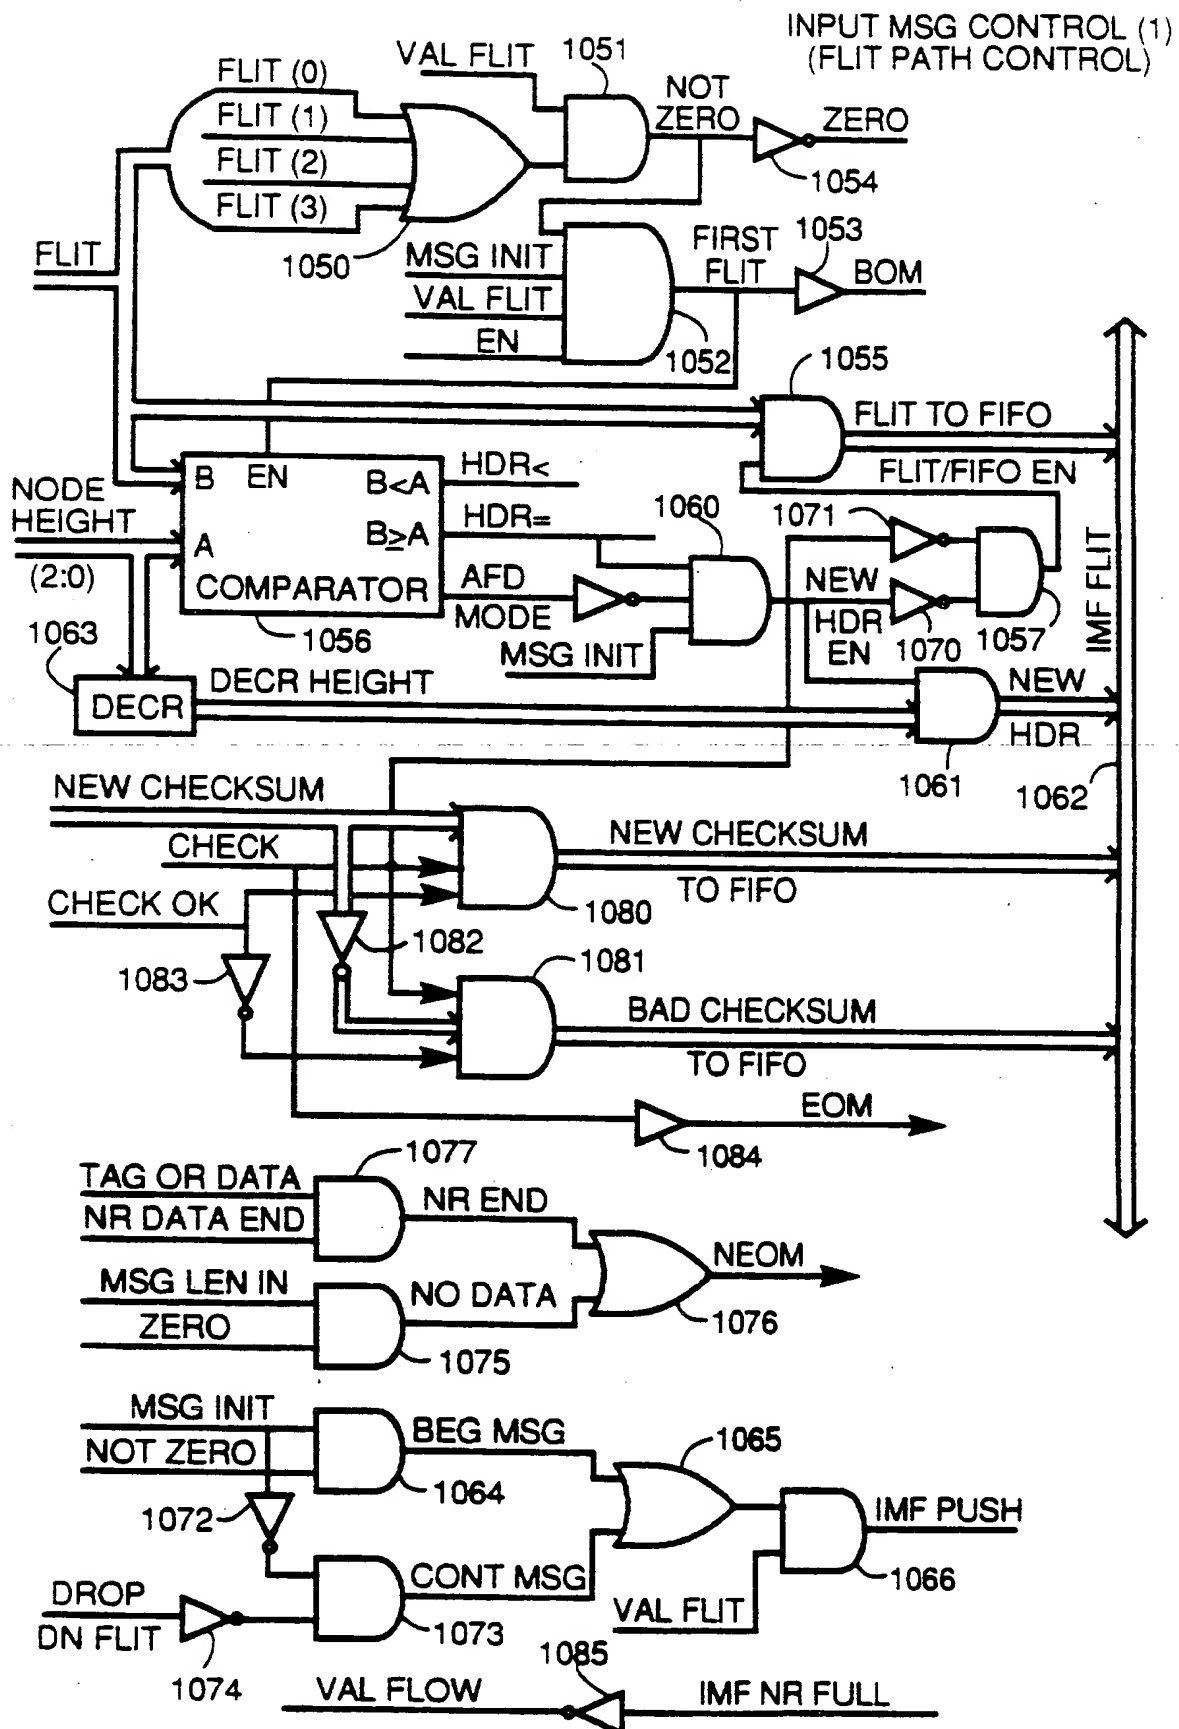 INPUT MSG CONTROL (1)
(FLIT PATH CONTROL)
VAL FLIT
1051
FLIT (0)
FLIT (1)
FLIT (2)
FLIT (3)
NOT
ZERO
ZERO
1054
1050
FLIT
MSG INIT
VAL FLIT
EN
FIRST
FLIT
1053
BOM
1052
1055
FLIT TO FIFO
FLIT/FIFO EN
B EN B<A
HDR<
NODE
HEIGHT
(2:0)
A B≥A
HDR=
COMPARATOR
AFD
MODE
1056
1060
1071
MSG INIT
NEW
HDR
EN
1070
1057
IMF FLIT
1063
DECR
DECR HEIGHT
NEW
HDR
1061
1062
NEW CHECKSUM
CHECK
CHECK OK
NEW CHECKSUM
TO FIFO
1080
1082
1083
1081
BAD CHECKSUM
TO FIFO
EOM
1084
1077
TAG OR DATA
NR DATA END
NR END
MSG LEN IN
ZERO
NO DATA
NEOM
1076
1075
MSG INIT
NOT ZERO
BEG MSG
1064
1065
1072
IMF PUSH
1066
DROP
DN FLIT
CONT MSG
1073
VAL FLIT
1074
1085
VAL FLOW
IMF NR FULL